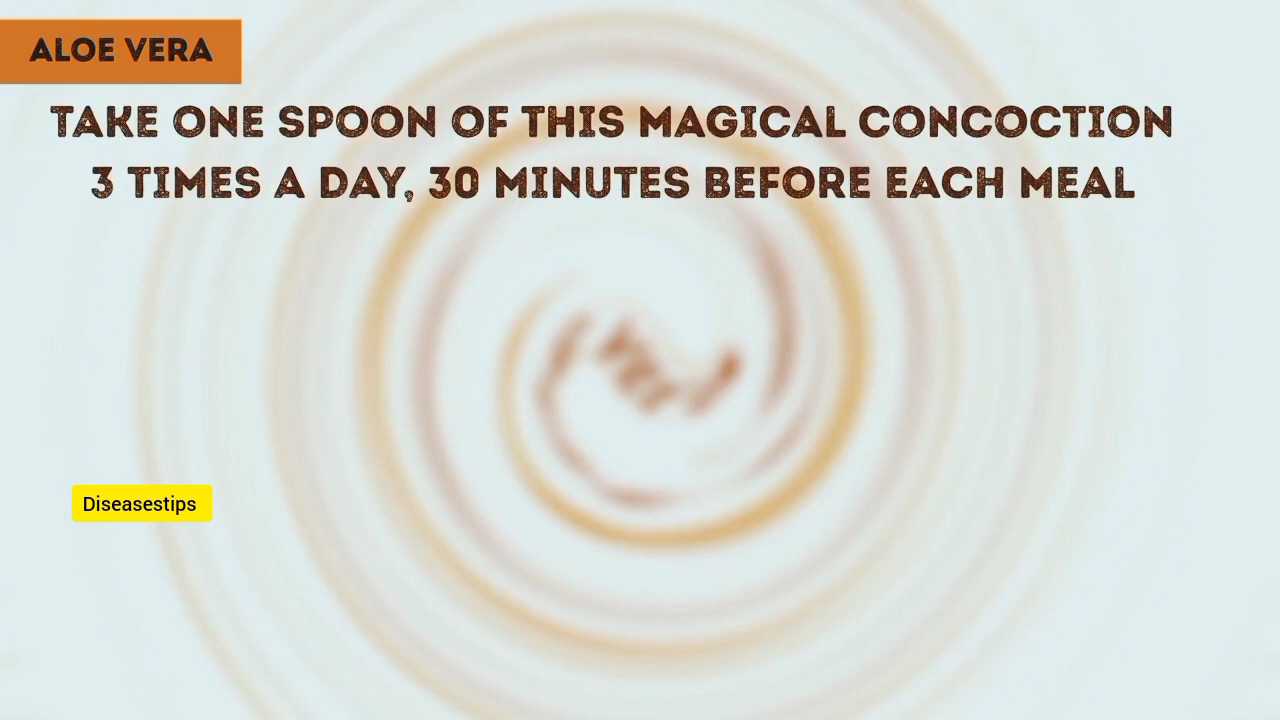 ALOE VERA
TAKE ONE SPOON OF THIS MAGICAL CONCOCTION
3 TIMES A DAY, 30 MINUTES BEFORE EACH MEAL
Diseasestips